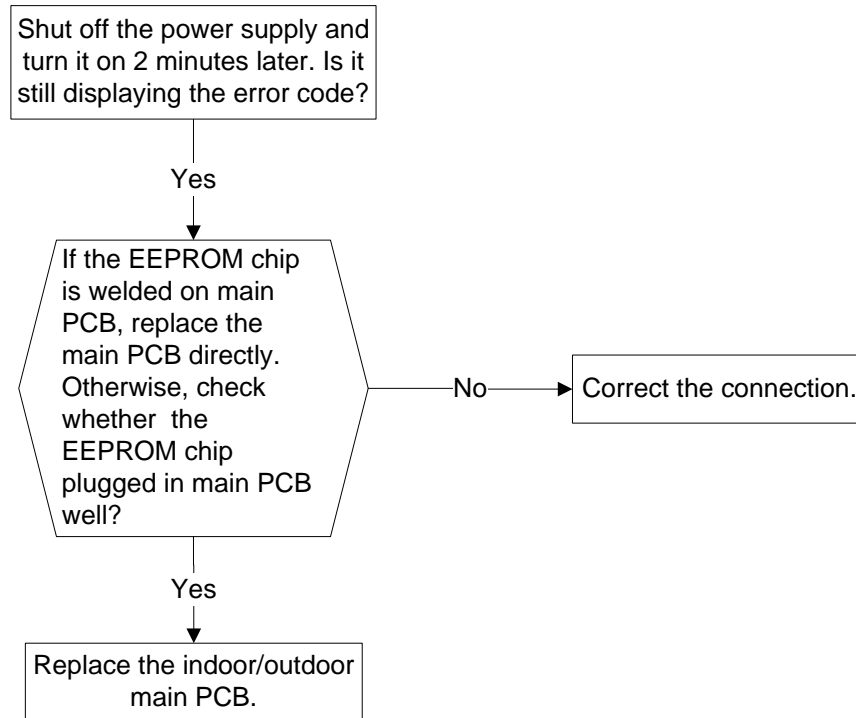 Shut off the power supply and
turn it on 2 minutes later. Is it
still displaying the error code?
Yes
If the EEPROM chip
is welded on main
PCB, replace the
main PCB directly.
Otherwise, check
whether the
EEPROM chip
plugged in main PCB
well?
No
Correct the connection.
Yes
Replace the indoor/outdoor
main PCB.